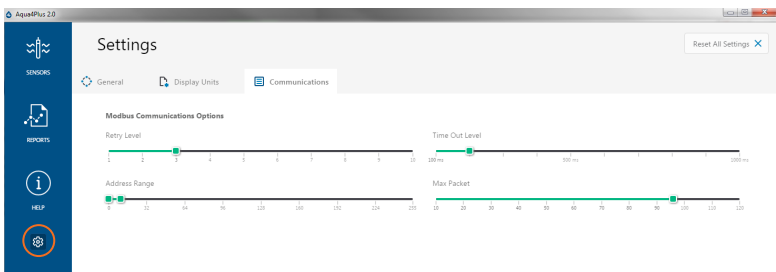 Aqua4Plus 2.0
SENSORS
REPORTS
HELP
Settings
Reset All Settings
General
Display Units
Communications
Modbus Communications Options
Retry Level
1 2 3 4 5 6 7 8 9 10
Time Out Level
100 ms 500 ms 1000 ms
Address Range
0 32 64 96 128 160 192 224 255
Max Packet
10 20 30 40 50 60 70 80 90 100 110 120